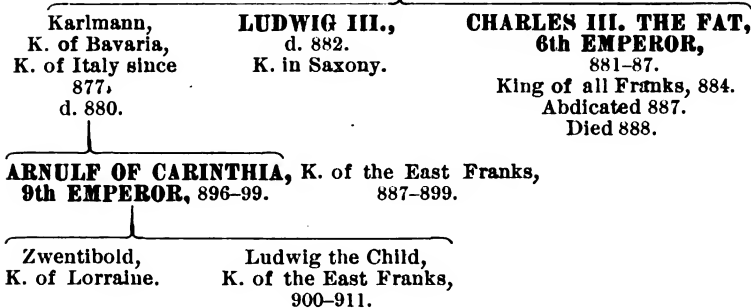 Karlmann,
K. of Bavaria,
K. of Italy since
877,
d. 880.
LUDWIG III.,
d. 882.
K. in Saxony.
CHARLES III. THE FAT,
6th EMPEROR,
881–87.
King of all Franks, 884.
Abdicated 887.
Died 888.
ARNULF OF CARINTHIA, K. of the East Franks,
9th EMPEROR, 896–99. 887–899.
Zwentibold,
K. of Lorraine.
Ludwig the Child,
K. of the East Franks,
900–911.